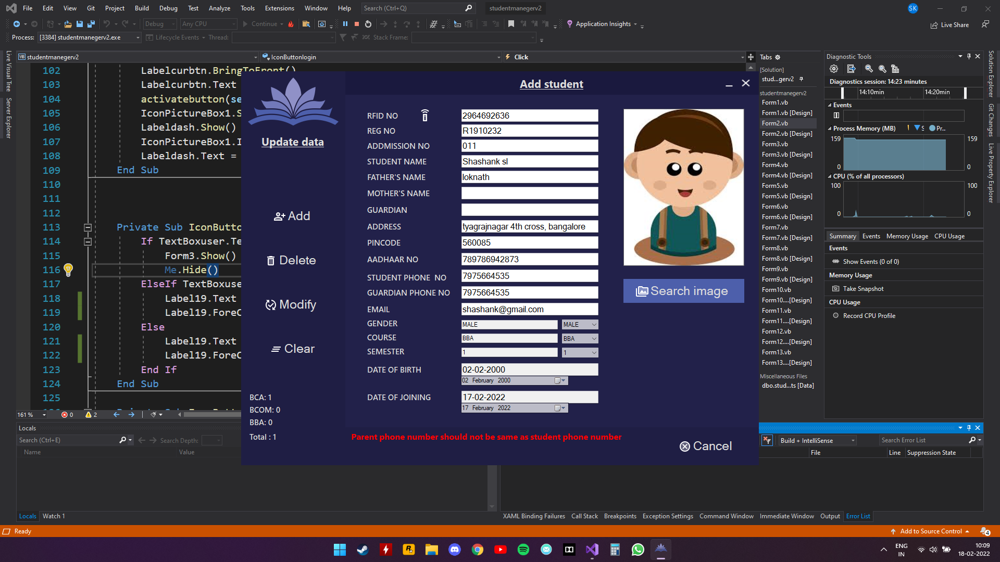 File Edit View Git Project Build Debug Test Analyze Tools Extensions Window Help Search (Ctrl+Q) studentmanegerv2 SK
Debug Any CPU Continue Application Insights Live Share
Process: [3384] studentmanegerv2.exe Lifecycle Events Thread: Stack Frame:
Live Visual Tree
Server Explorer
studentmanegerv2 IconButtonlogin Click
102 Labelcurbtn.BringToFront()
103 Labelcurbtn.Text
104 activatebutton(se
105 IconPictureBox1.S
106 Labeldash.Show()
107 IconPictureBox1.I
108 Labeldash.Text =
109 End Sub
110
111
112
113 Private Sub IconButto
114 If TextBoxuser.Te
115 Form3.Show()
116 Me.Hide()
117 ElseIf TextBoxuse
118 Label19.Text
119 Label19.ForeC
120 Else
121 Label19.Text
122 Label19.ForeC
123 End If
124 End Sub
125
161 % 0 2
Update data
Add
Delete
Modify
Clear
BCA: 1
BCOM: 0
BBA: 0
Total : 1
Add student
RFID NO 2964692636
REG NO R1910232
ADDMISSION NO 011
STUDENT NAME Shashank sl
FATHER'S NAME loknath
MOTHER'S NAME
GUARDIAN
ADDRESS tyagrajnagar 4th cross, bangalore
PINCODE 560085
AADHAAR NO 789786942873
STUDENT PHONE NO 7975664535
GUARDIAN PHONE NO 7975664535
EMAIL shashank@gmail.com
GENDER MALE MALE
COURSE BBA BBA
SEMESTER 1 1
DATE OF BIRTH 02-02-2000
02 February 2000
DATE OF JOINING 17-02-2022
17 February 2022
Search image
Parent phone number should not be same as student phone number
Cancel
Tabs
[Solution]
stud...gerv2
studentmanegerv2
Form1.vb
Form1.vb [Design]
Form2.vb
Form2.vb [Design]
Form3.vb
Form3.vb [Design]
Form4.vb
Form4.vb [Design]
Form5.vb
Form5.vb [Design]
Form6.vb
Form6.vb [Design]
Form7.vb
Form7.vb [Design]
Form8.vb
Form8.vb [Design]
Form9.vb
Form9.vb [Design]
Form10.vb
Form10....[Design]
Form11.vb
Form11....[Design]
Form12.vb
Form12....[Design]
Form13.vb
Form13....[Design]
Miscellaneous Files
dbo.stud...ts [Data]
Diagnostic Tools
Diagnostics session: 14:23 minutes
14:10min 14:20min
Events
Process Memory (MB) S Pr...
159 159
0 0
CPU (% of all processors)
100 100
0 0
Summary Events Memory Usage CPU Usage
Events
Show Events (0 of 0)
Memory Usage
Take Snapshot
CPU Usage
Record CPU Profile
Solution Explorer
Git Changes
Live Property Explorer
Locals
Search (Ctrl+E) Search Depth:
Name Value
Locals Watch 1
Build + IntelliSense Search Error List
File Line Suppression State
XAML Binding Failures Call Stack Breakpoints Exception Settings Command Window Immediate Window Output Error List
Ready Add to Source Control 4
ENG
IN
10:09
18-02-2022